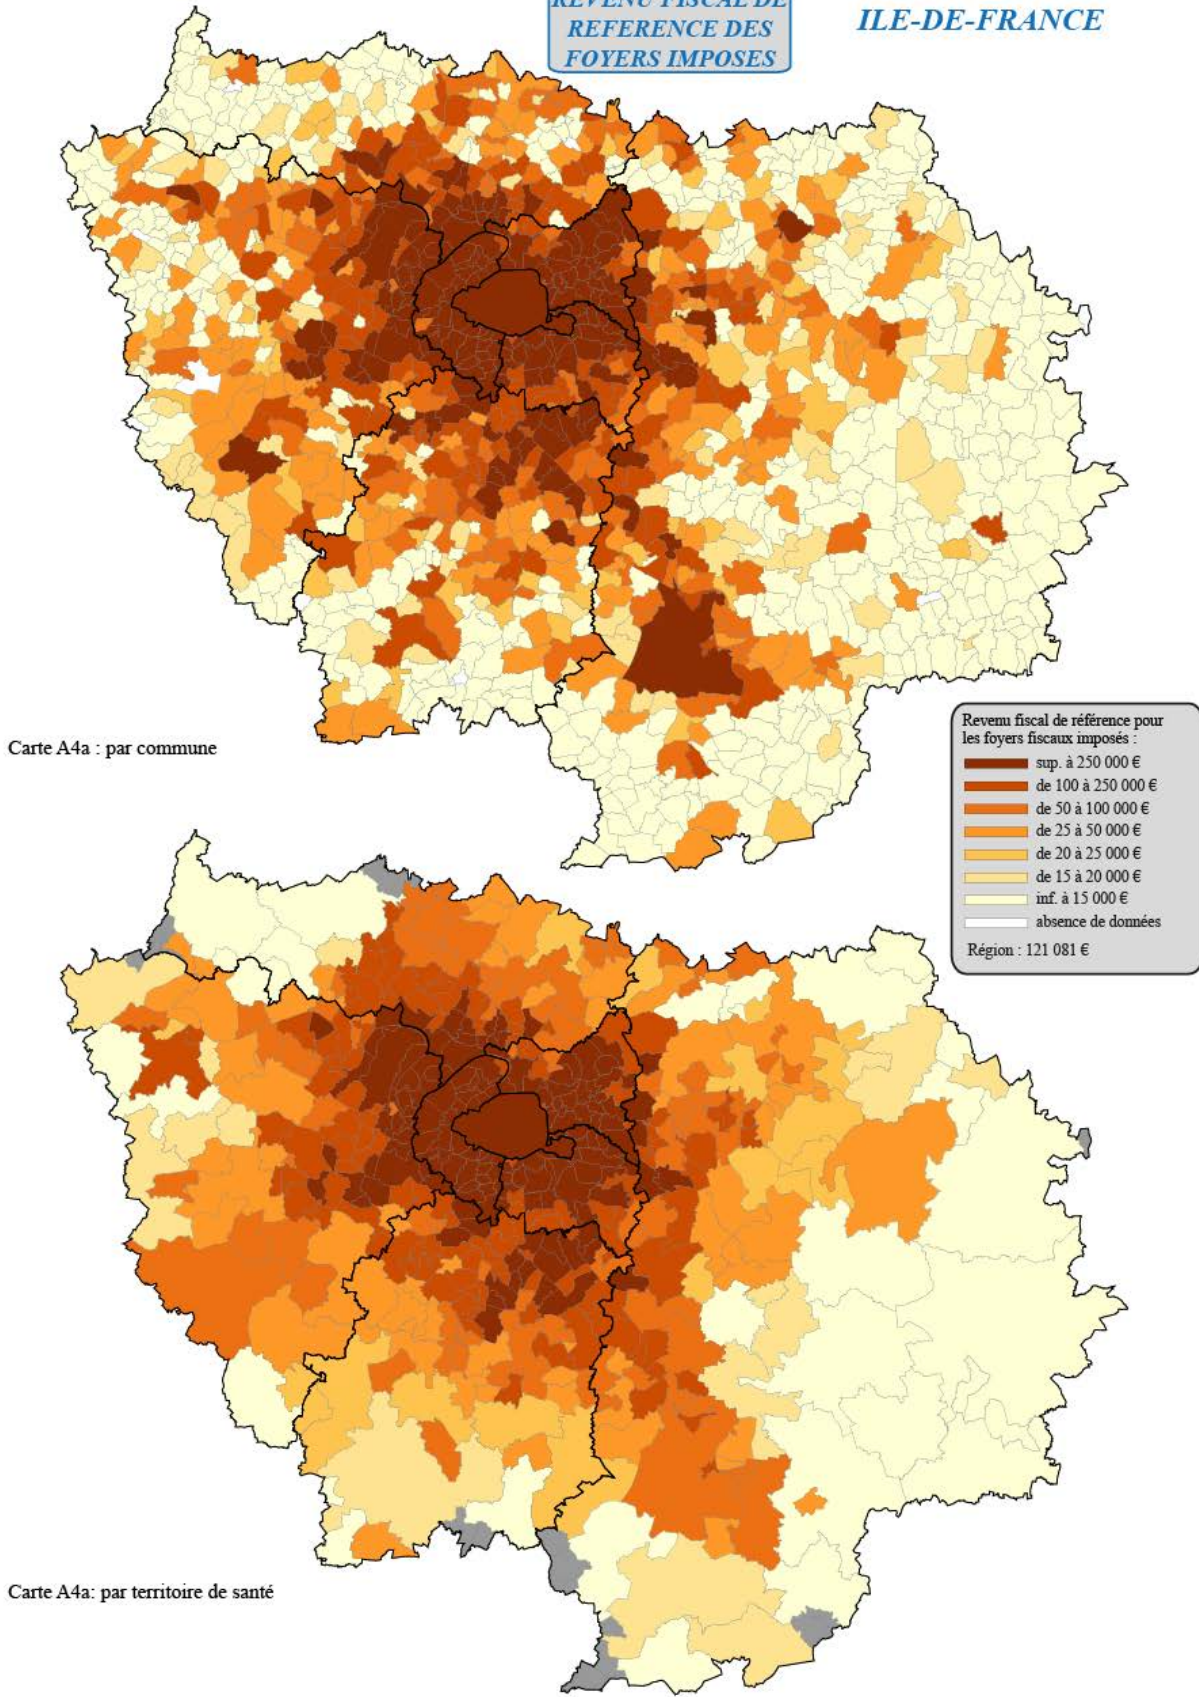 REVENU FISCAL DE
REFERENCE DES
FOYERS IMPOSES
ILE-DE-FRANCE
Carte A4a : par commune
Revenu fiscal de référence pour
les foyers fiscaux imposés :
sup. à 250 000 €
de 100 à 250 000 €
de 50 à 100 000 €
de 25 à 50 000 €
de 20 à 25 000 €
de 15 à 20 000 €
inf. à 15 000 €
absence de données
Région : 121 081 €
Carte A4a: par territoire de santé